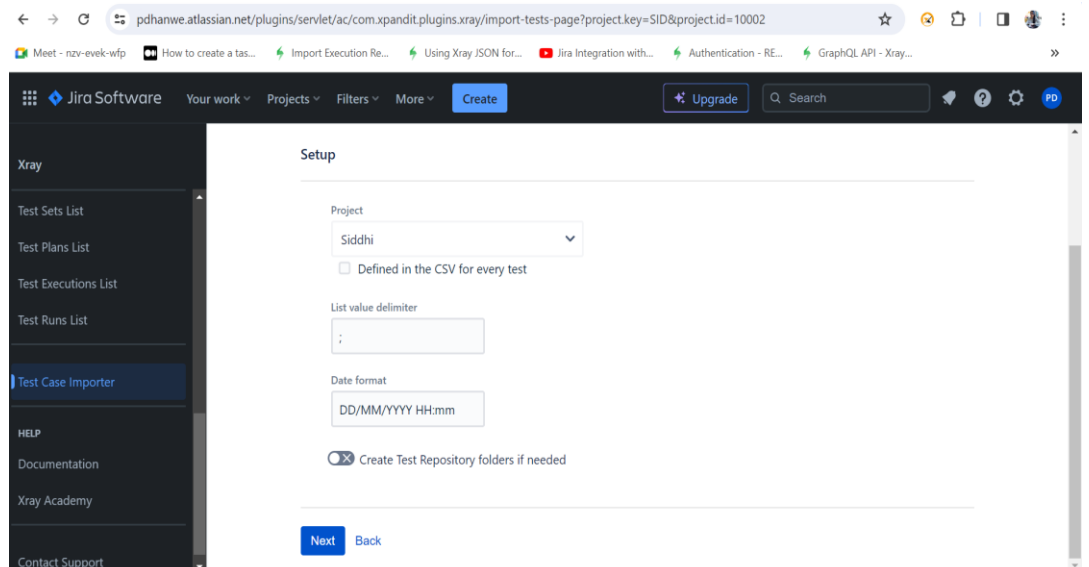 pdhanwe.atlassian.net/plugins/servlet/ac/com.xpandit.plugins.xray/import-tests-page?project.key=SID&project.id=10002
Meet - nzv-evek-wfp How to create a tas... Import Execution Re... Using Xray JSON for... Jira Integration with... Authentication - RE... GraphQL API - Xray... »
Jira Software Your work Projects Filters More Create Upgrade Search PD
Xray
Test Sets List
Test Plans List
Test Executions List
Test Runs List
Test Case Importer
HELP
Documentation
Xray Academy
Contact Support
Setup
Project
Siddhi
Defined in the CSV for every test
List value delimiter
;
Date format
DD/MM/YYYY HH:mm
Create Test Repository folders if needed
Next Back